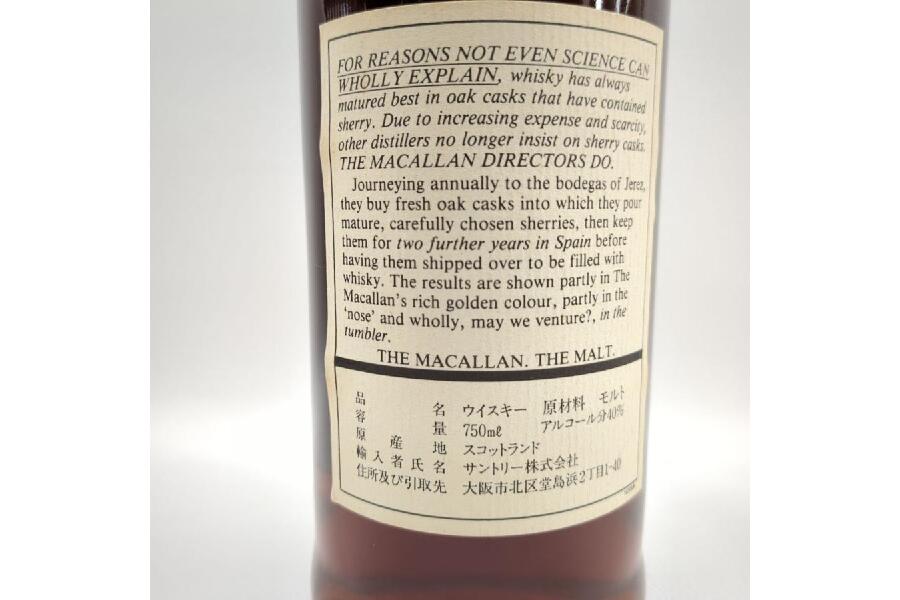 FOR REASONS NOT EVEN SCIENCE CAN
WHOLLY EXPLAIN, whisky has always
matured best in oak casks that have contained
sherry. Due to increasing expense and scarcity,
other distillers no longer insist on sherry casks.
THE MACALLAN DIRECTORS DO.
Journeying annually to the bodegas of Jerez,
they buy fresh oak casks into which they pour
mature, carefully chosen sherries, then keep
them for two further years in Spain before
having them shipped over to be filled with
whisky. The results are shown partly in The
Macallan's rich golden colour, partly in the
'nose' and wholly, may we venture?, in the
tumbler.
THE MACALLAN. THE MALT.
品名 ウイスキー 原材料 モルト
容量 750mℓ アルコール分40%
原産地 スコットランド
輸入者氏名 サントリー株式会社
住所及び引取先 大阪市北区堂島浜2丁目1-40